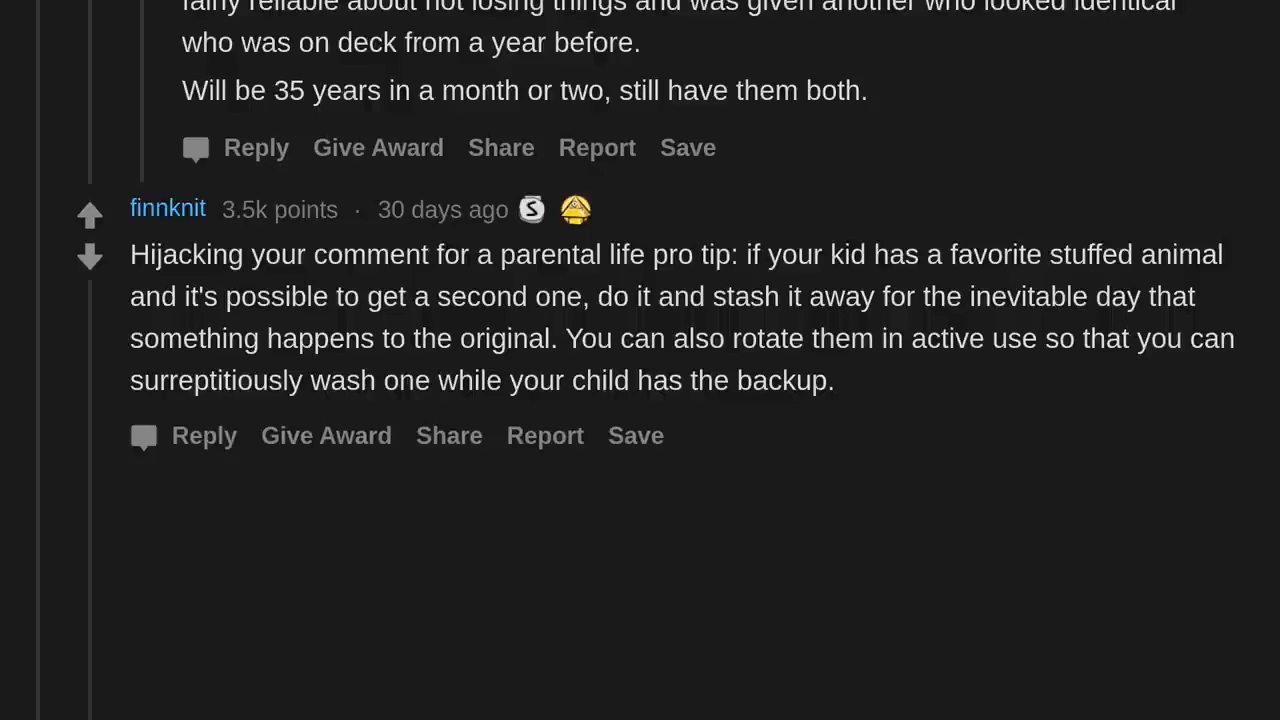 fairly reliable about not losing things and was given another who looked identical
who was on deck from a year before.
Will be 35 years in a month or two, still have them both.
Reply Give Award Share Report Save
finnknit 3.5k points · 30 days ago S
Hijacking your comment for a parental life pro tip: if your kid has a favorite stuffed animal
and it's possible to get a second one, do it and stash it away for the inevitable day that
something happens to the original. You can also rotate them in active use so that you can
surreptitiously wash one while your child has the backup.
Reply Give Award Share Report Save